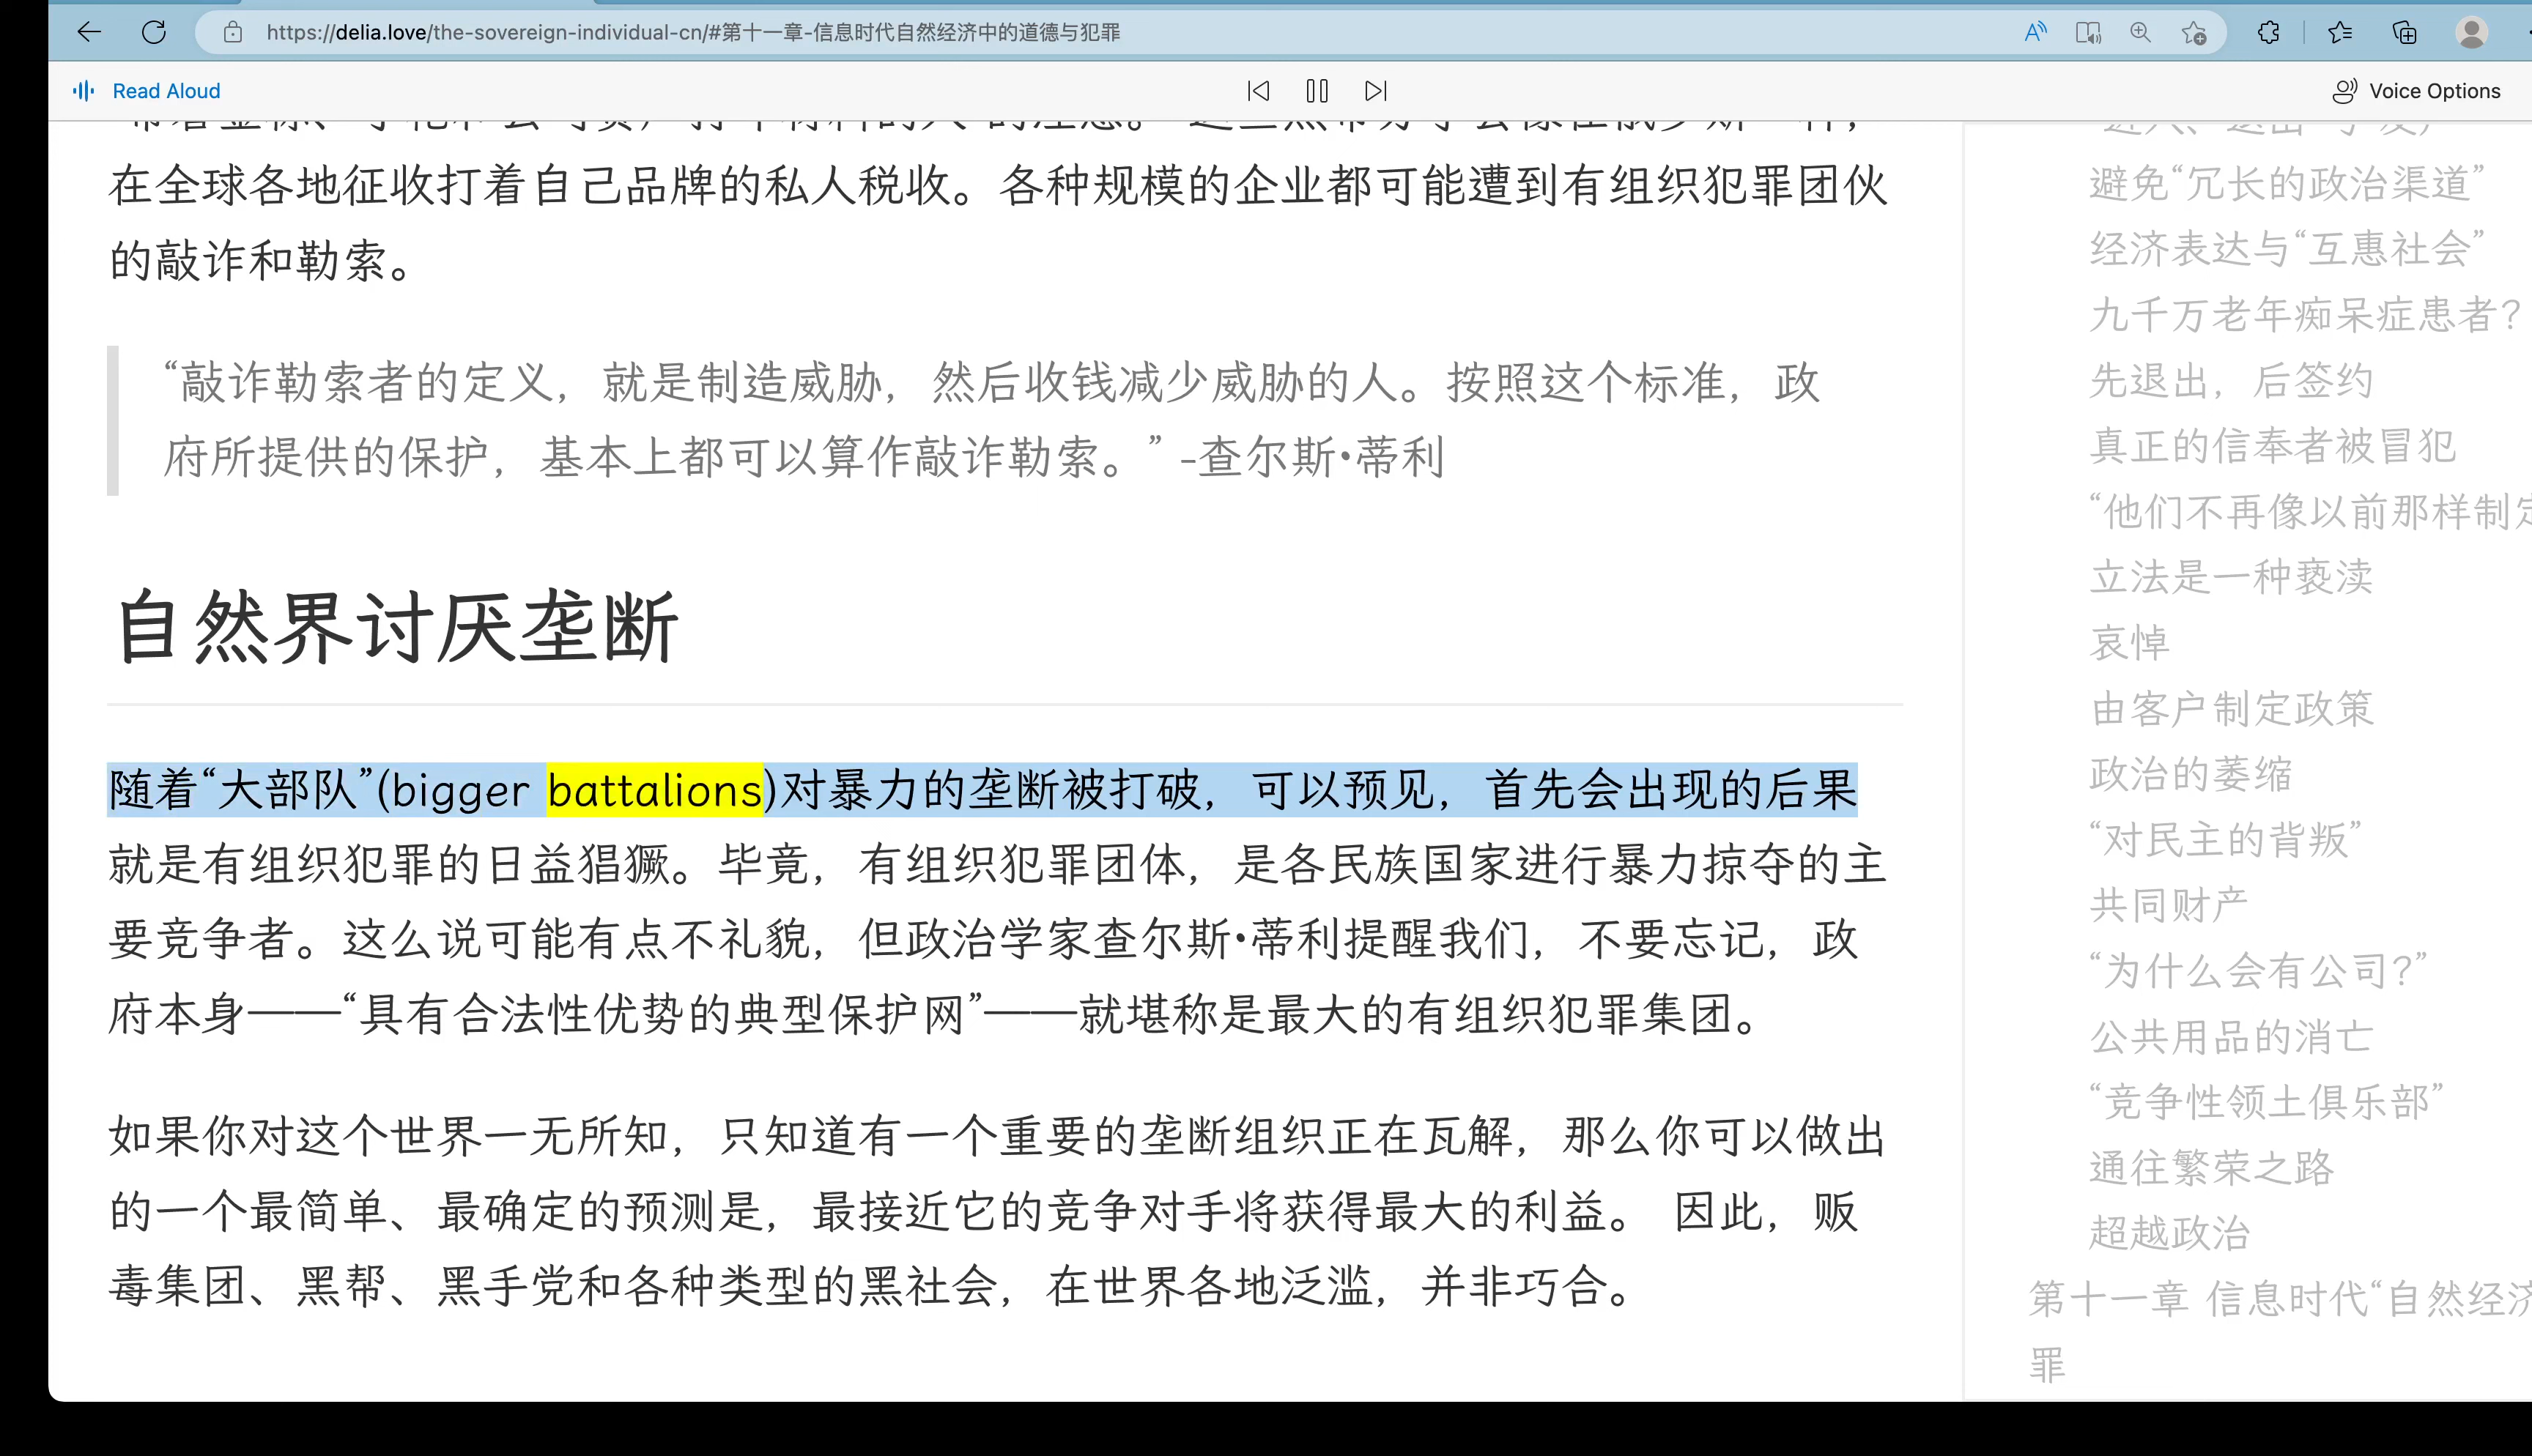 https://delia.love/the-sovereign-individual-cn/#第十一章-信息时代自然经济中的道德与犯罪
Read Aloud
Voice Options
在全球各地征收打着自己品牌的私人税收。各种规模的企业都可能遭到有组织犯罪团伙
的敲诈和勒索。
“敲诈勒索者的定义，就是制造威胁，然后收钱减少威胁的人。按照这个标准，政
府所提供的保护，基本上都可以算作敲诈勒索。” -查尔斯•蒂利
自然界讨厌垄断
随着“大部队”(bigger battalions)对暴力的垄断被打破，可以预见，首先会出现的后果
就是有组织犯罪的日益猖獗。毕竟，有组织犯罪团体，是各民族国家进行暴力掠夺的主
要竞争者。这么说可能有点不礼貌，但政治学家查尔斯•蒂利提醒我们，不要忘记，政
府本身——“具有合法性优势的典型保护网”——就堪称是最大的有组织犯罪集团。
如果你对这个世界一无所知，只知道有一个重要的垄断组织正在瓦解，那么你可以做出
的一个最简单、最确定的预测是，最接近它的竞争对手将获得最大的利益。 因此，贩
毒集团、黑帮、黑手党和各种类型的黑社会，在世界各地泛滥，并非巧合。
避免“冗长的政治渠道”
经济表达与“互惠社会”
九千万老年痴呆症患者？
先退出，后签约
真正的信奉者被冒犯
“他们不再像以前那样制定
立法是一种亵渎
哀悼
由客户制定政策
政治的萎缩
“对民主的背叛”
共同财产
“为什么会有公司？”
公共用品的消亡
“竞争性领土俱乐部”
通往繁荣之路
超越政治
第十一章 信息时代“自然经济
罪